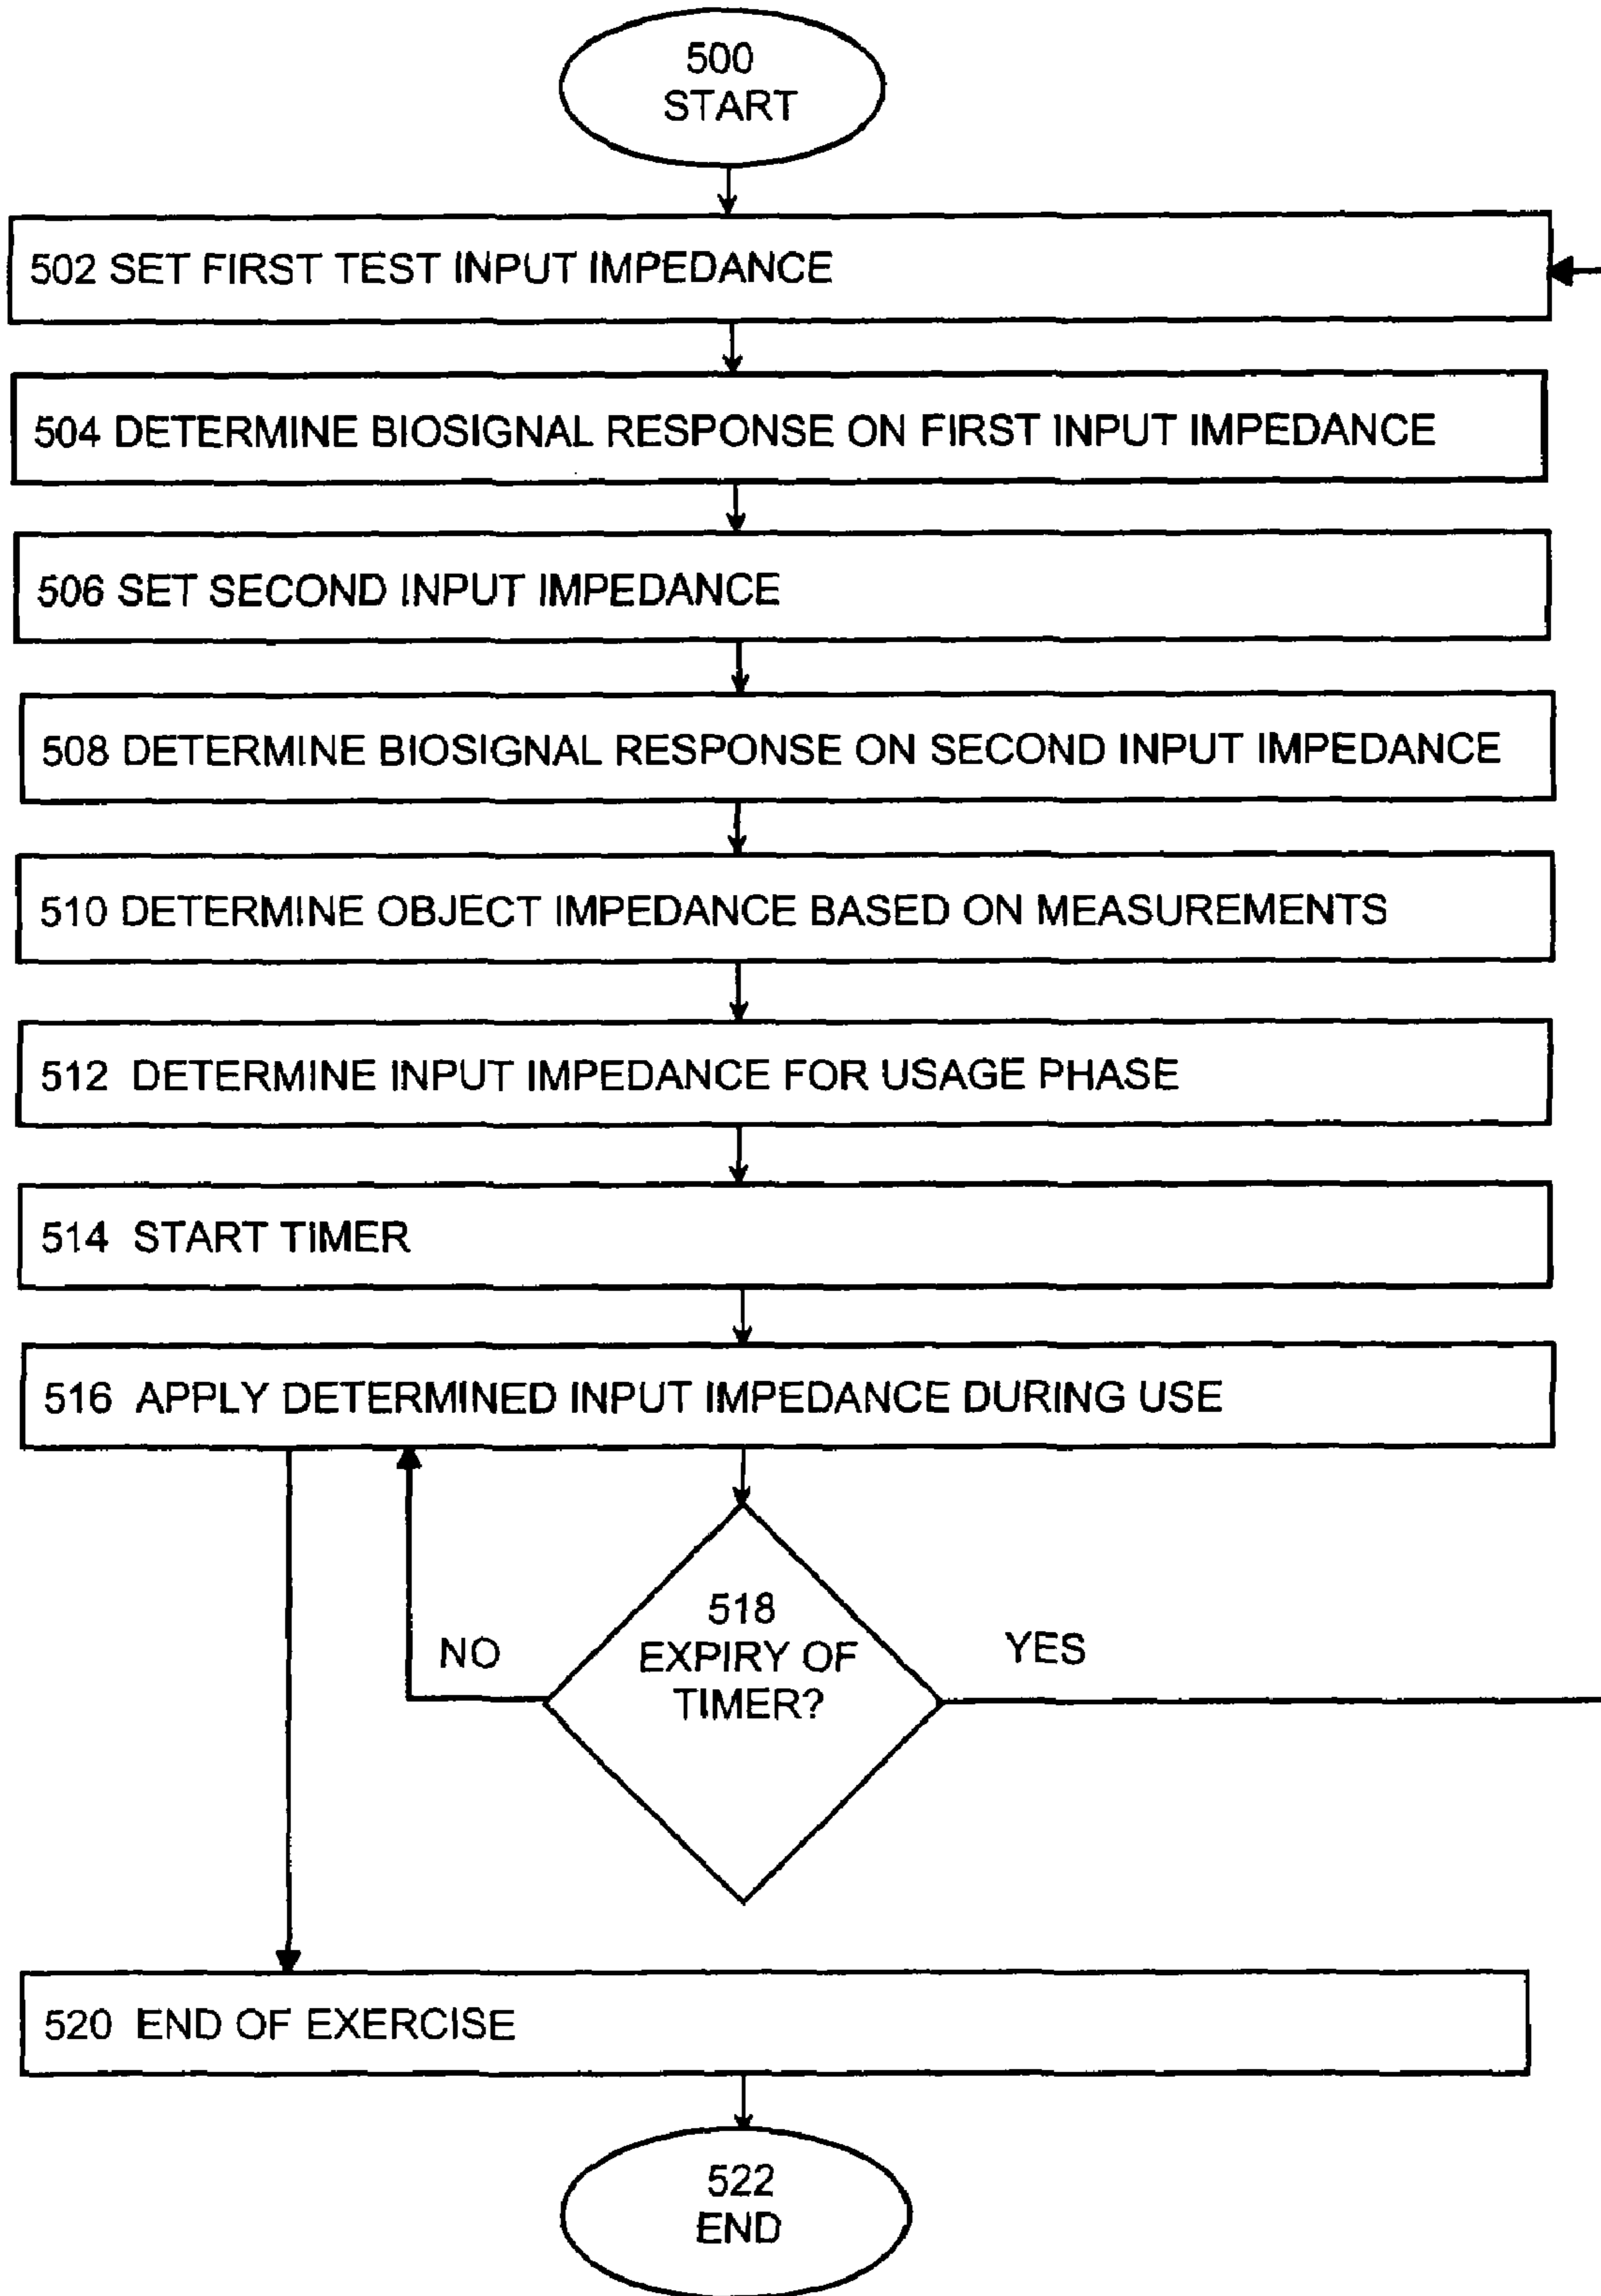 500
START
502 SET FIRST TEST INPUT IMPEDANCE
504 DETERMINE BIOSIGNAL RESPONSE ON FIRST INPUT IMPEDANCE
506 SET SECOND INPUT IMPEDANCE
508 DETERMINE BIOSIGNAL RESPONSE ON SECOND INPUT IMPEDANCE
510 DETERMINE OBJECT IMPEDANCE BASED ON MEASUREMENTS
512 DETERMINE INPUT IMPEDANCE FOR USAGE PHASE
514 START TIMER
516 APPLY DETERMINED INPUT IMPEDANCE DURING USE
518
EXPIRY OF
TIMER?
NO
YES
520 END OF EXERCISE
522
END